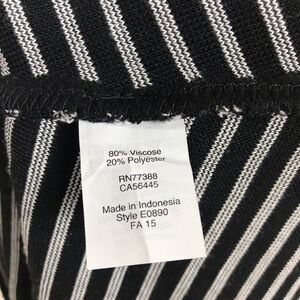 80% Viscose
20% Polyester
RN77388
CA56445
Made in Indonesia
Style E0890
FA 15